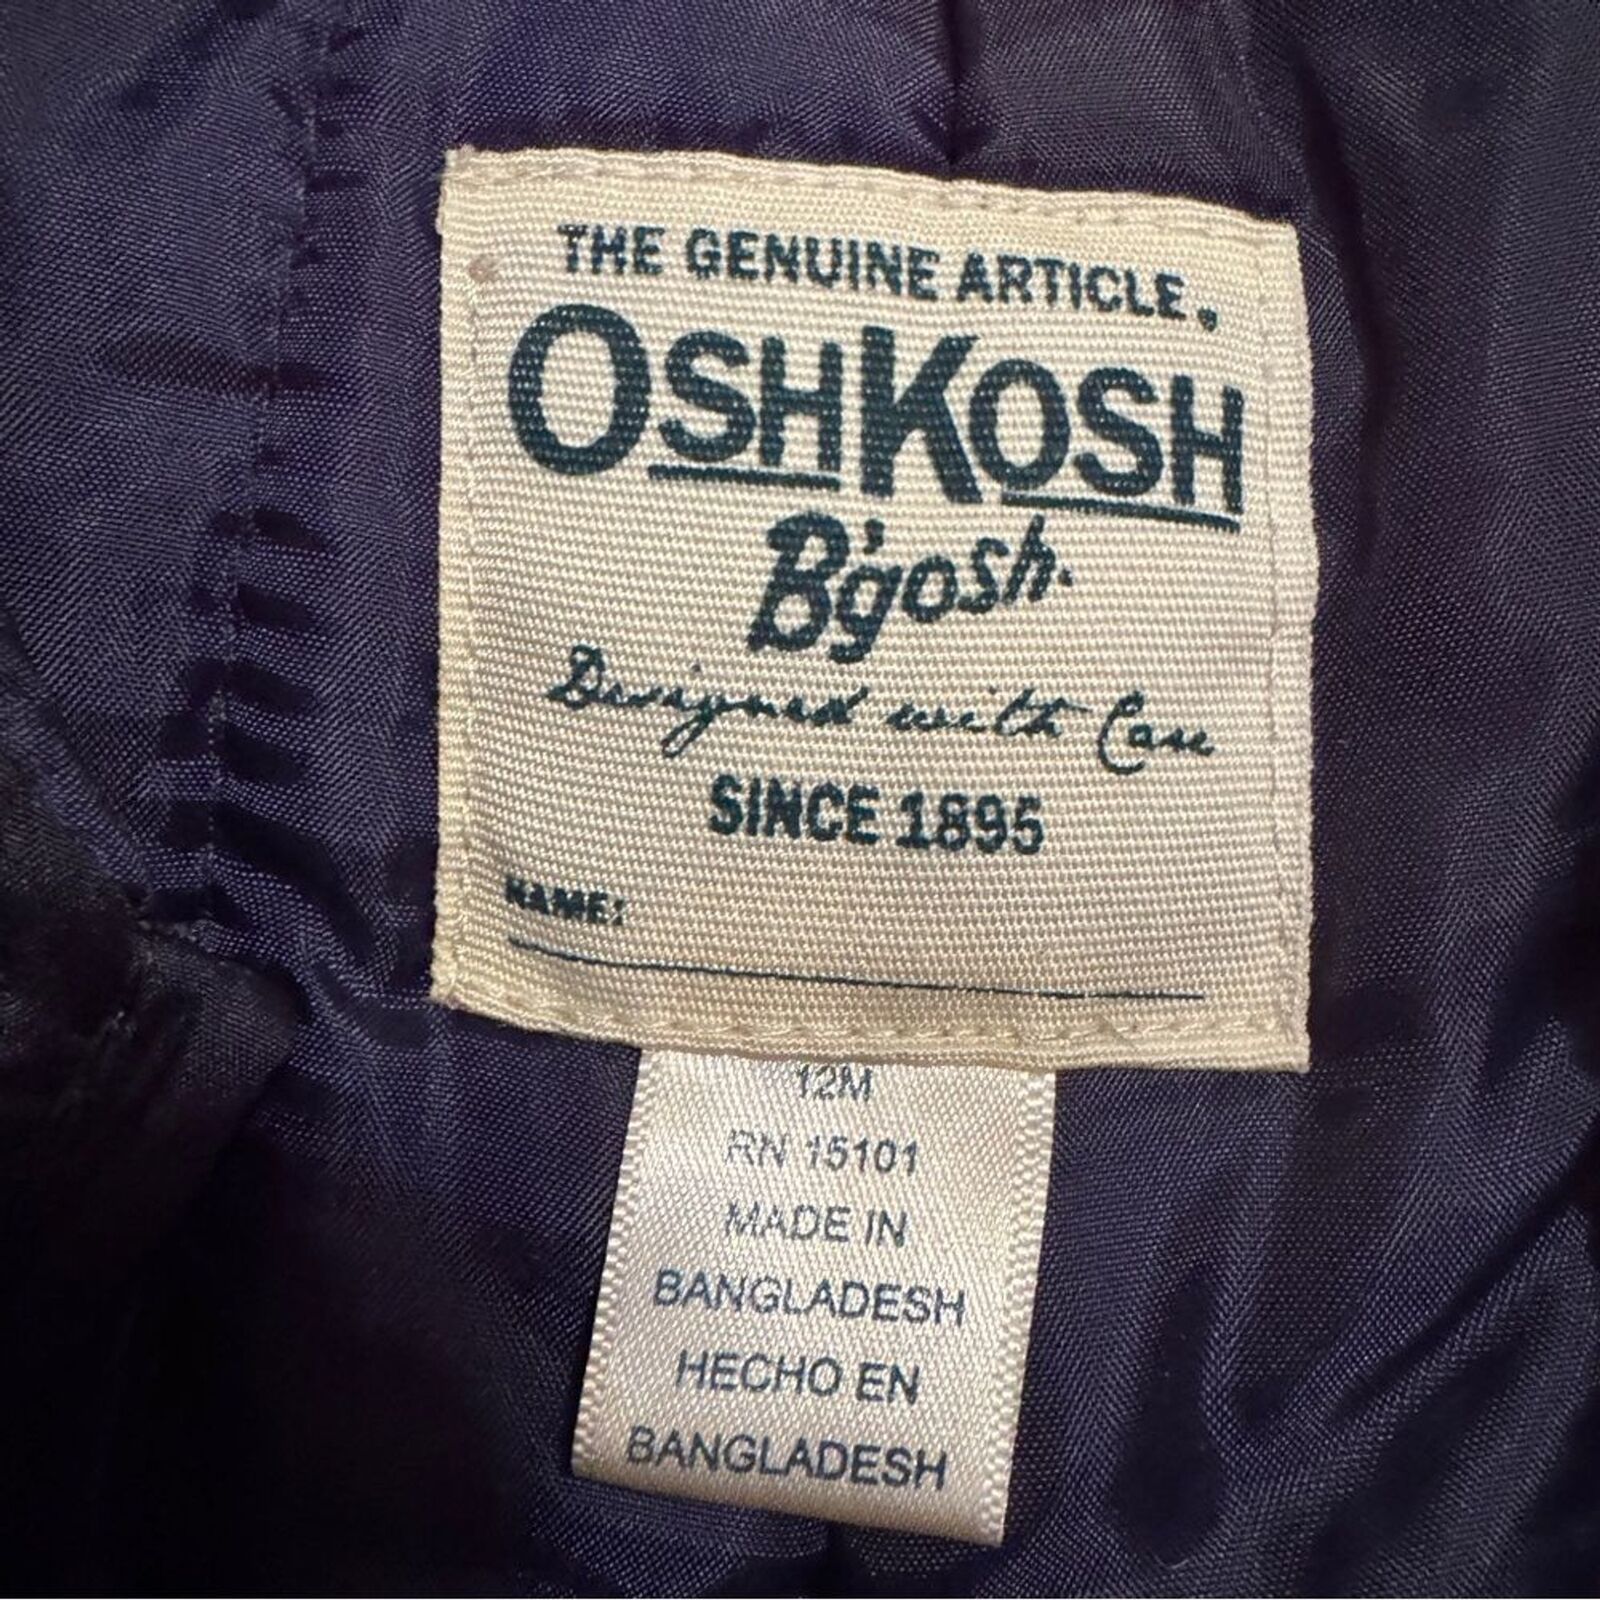 THE GENUINE ARTICLE.
OSHKOSH
B'gosh.
Designed with Care
SINCE 1895
NAME:
12M
RN 15101
MADE IN
BANGLADESH
HECHO EN
BANGLADESH